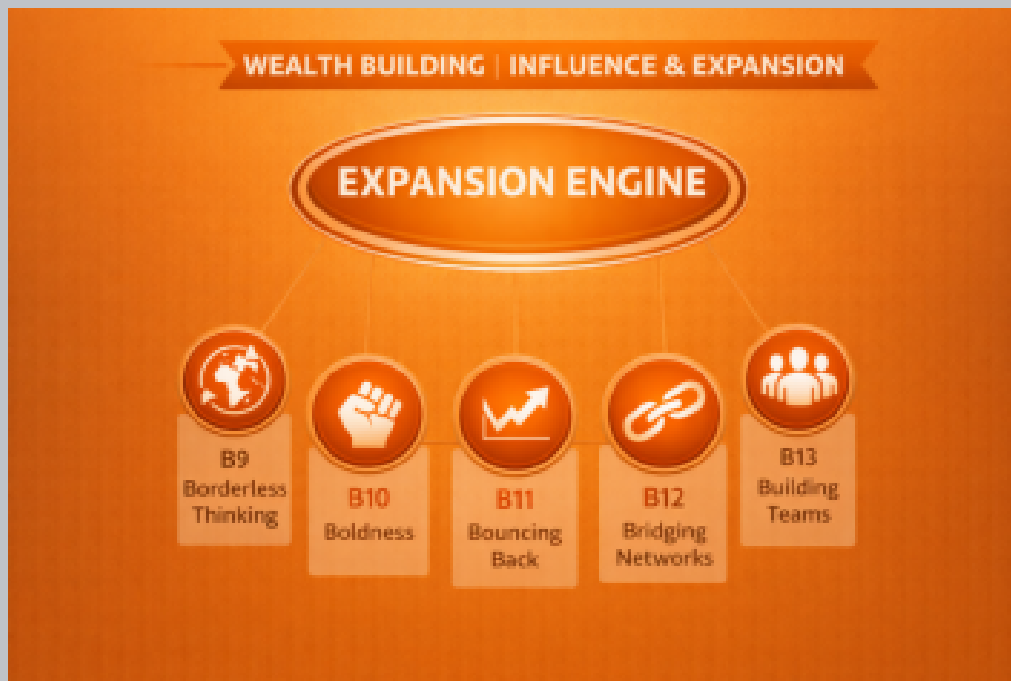 WEALTH BUILDING | INFLUENCE & EXPANSION
EXPANSION ENGINE
B9
Borderless
Thinking
B10
Boldness
B11
Bouncing
Back
B12
Bridging
Networks
B13
Building
Teams